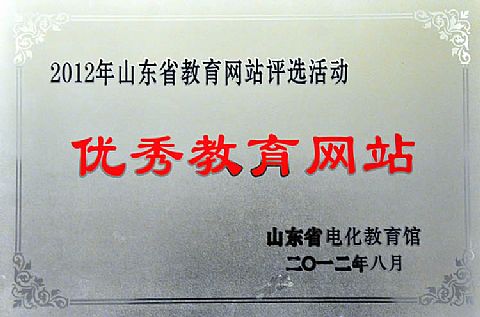 2012年山东省教育网站评选活动
优秀教育网站
山东省电化教育馆
二〇一二年八月